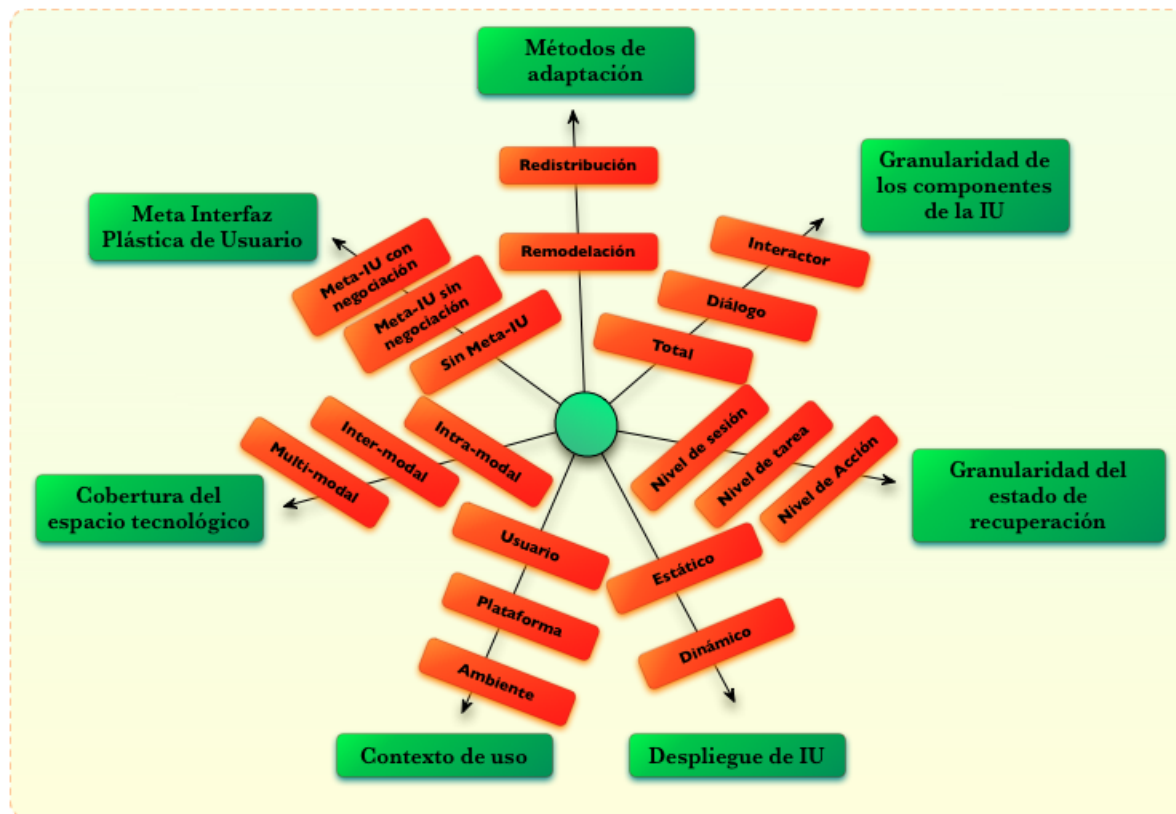 Métodos de
adaptación
Redistribución
Remodelación
Granularidad de
los componentes
de la IU
Interactor
Diálogo
Total
Meta Interfaz
Plástica de Usuario
Meta-IU con
negociación
Meta-IU sin
negociación
Sin Meta-IU
Nivel de sesión
Nivel de tarea
Nivel de Acción
Granularidad del
estado de
recuperación
Multi-modal
Inter-modal
Intra-modal
Cobertura del
espacio tecnológico
Usuario
Plataforma
Ambiente
Contexto de uso
Estático
Dinámico
Despliegue de IU